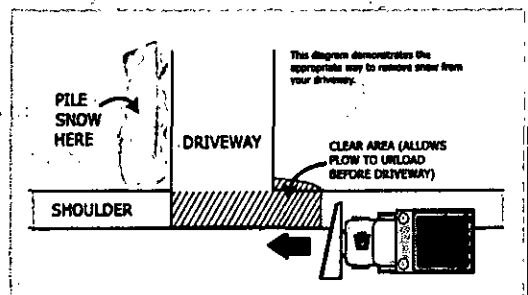 This diagram demonstrates the
appropriate way to remove snow from
your driveway.
PILE
SNOW
HERE
DRIVEWAY
CLEAR AREA (ALLOWS
PLOW TO UNLOAD
BEFORE DRIVEWAY)
SHOULDER